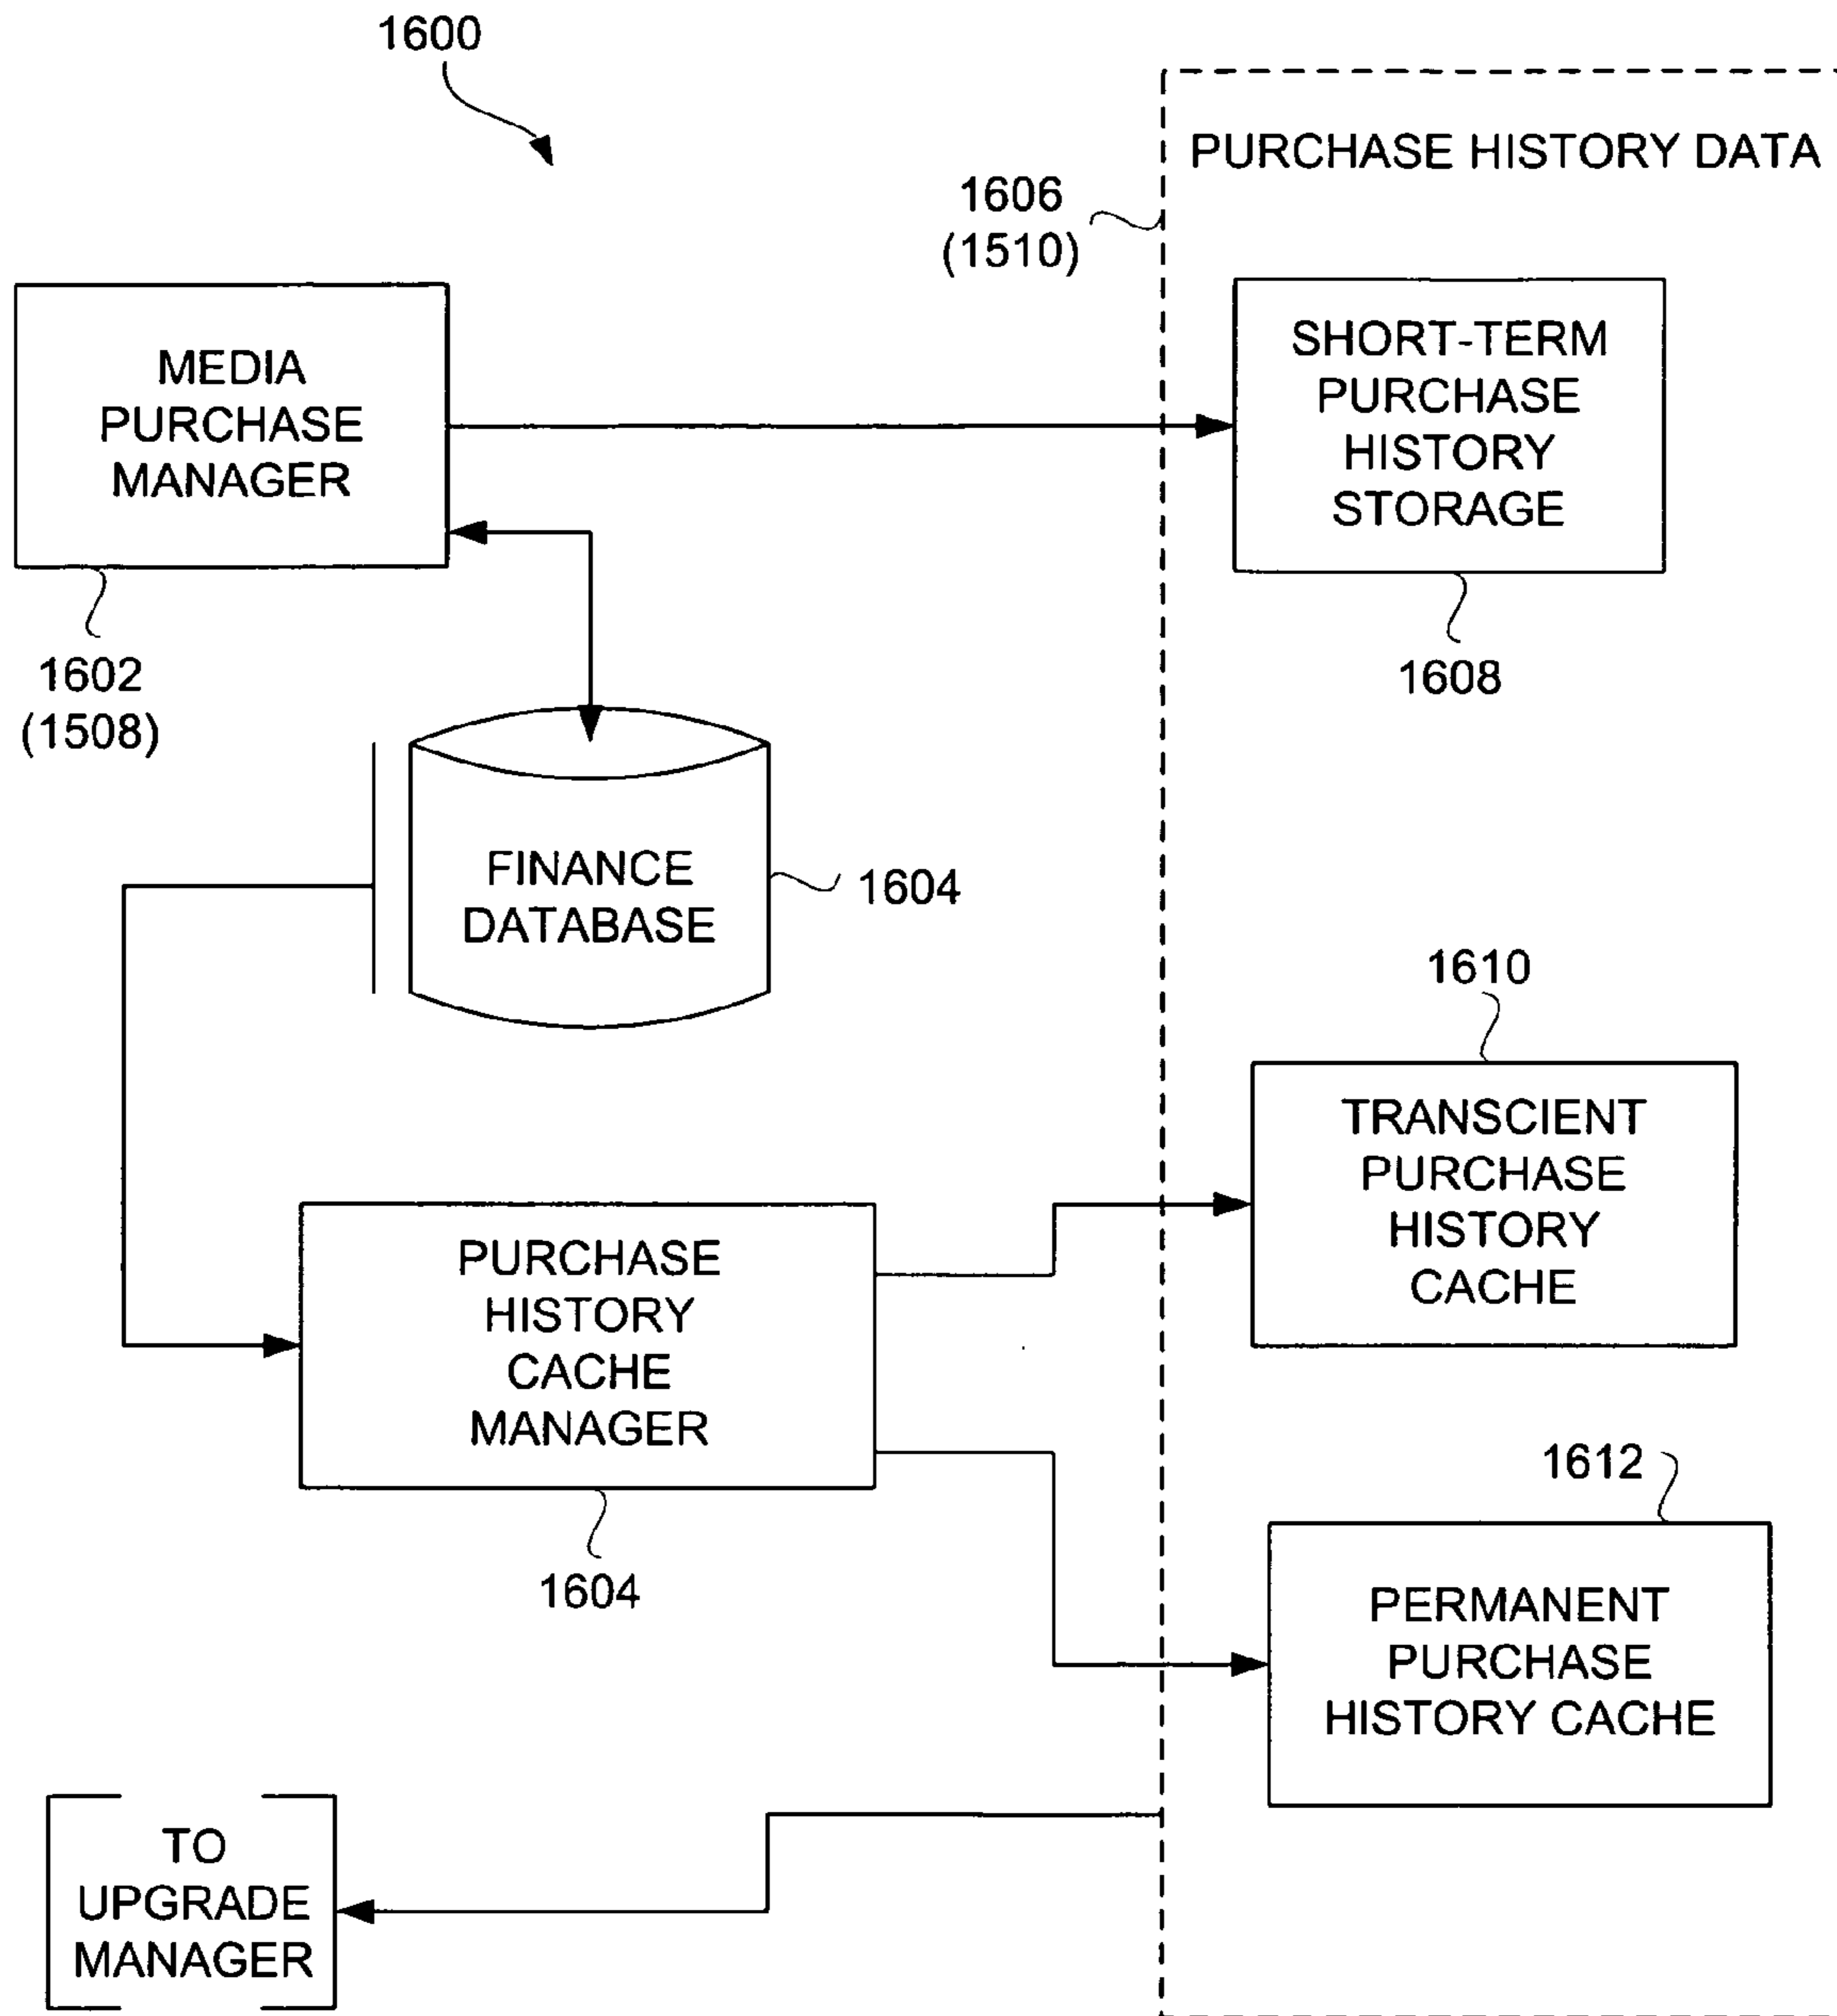 1600
PURCHASE HISTORY DATA
1606
(1510)
MEDIA
PURCHASE
MANAGER
SHORT-TERM
PURCHASE
HISTORY
STORAGE
1602
(1508)
1608
FINANCE
DATABASE
1604
1610
TRANSCIENT
PURCHASE
HISTORY
CACHE
PURCHASE
HISTORY
CACHE
MANAGER
1604
1612
PERMANENT
PURCHASE
HISTORY CACHE
TO
UPGRADE
MANAGER